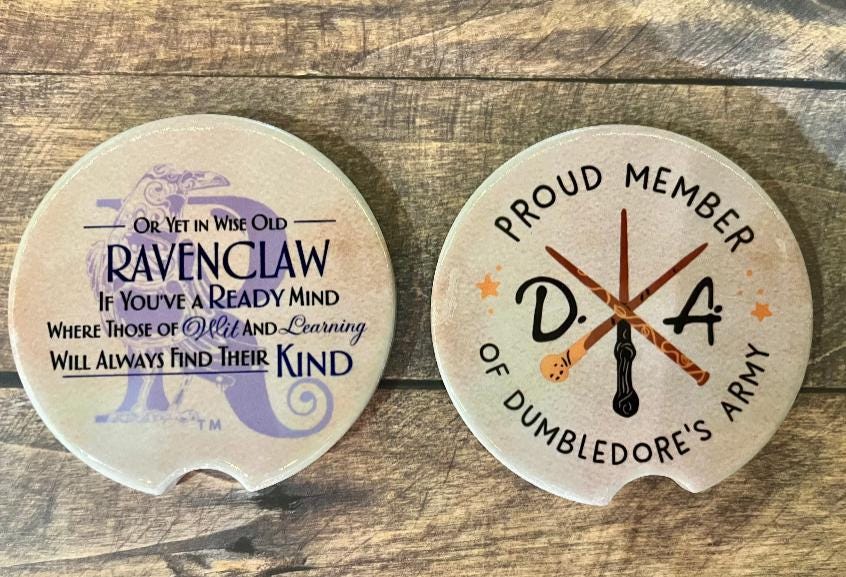 Or Yet in Wise Old
RAVENCLAW
If You've a Ready Mind
Where Those of Wit And Learning
Will Always Find Their Kind
R
TM
PROUD MEMBER
D. A.
OF DUMBLEDORE'S ARMY